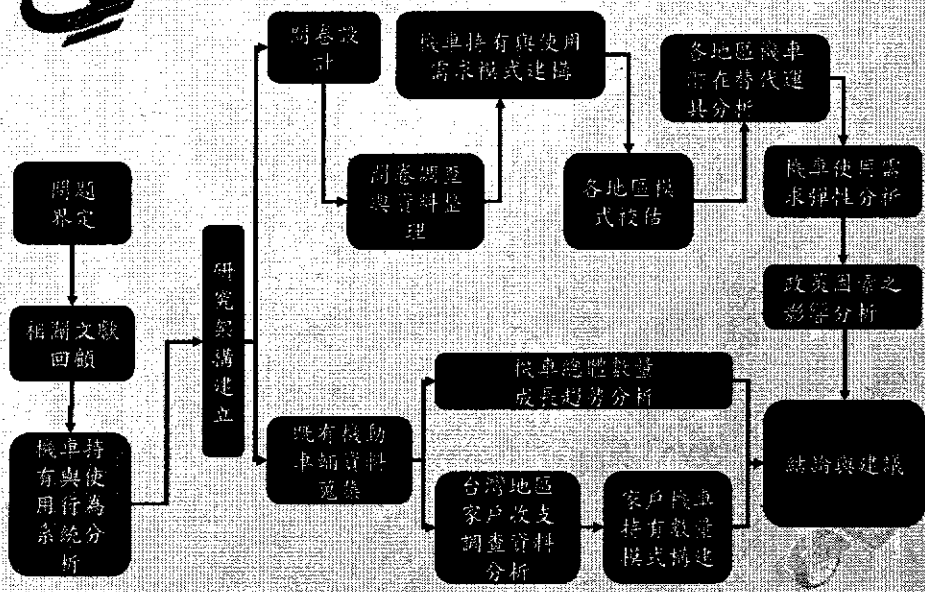 問題
界定
相關文獻
回顧
機車持
有與使
用行為
系統分
析
研
究
架
構
建
立
問卷設
計
問卷調查
與資料整
理
機車持有與使用
需求模式建構
各地區模
式校估
各地區機車
潛在替代運
具分析
機車使用需
求彈性分析
政策因素之
影響分析
既有機動
車輛資料
蒐集
機車總體數量
成長趨勢分析
台灣地區
家戶收支
調查資料
分析
家戶機車
持有數量
模式構建
結論與建議